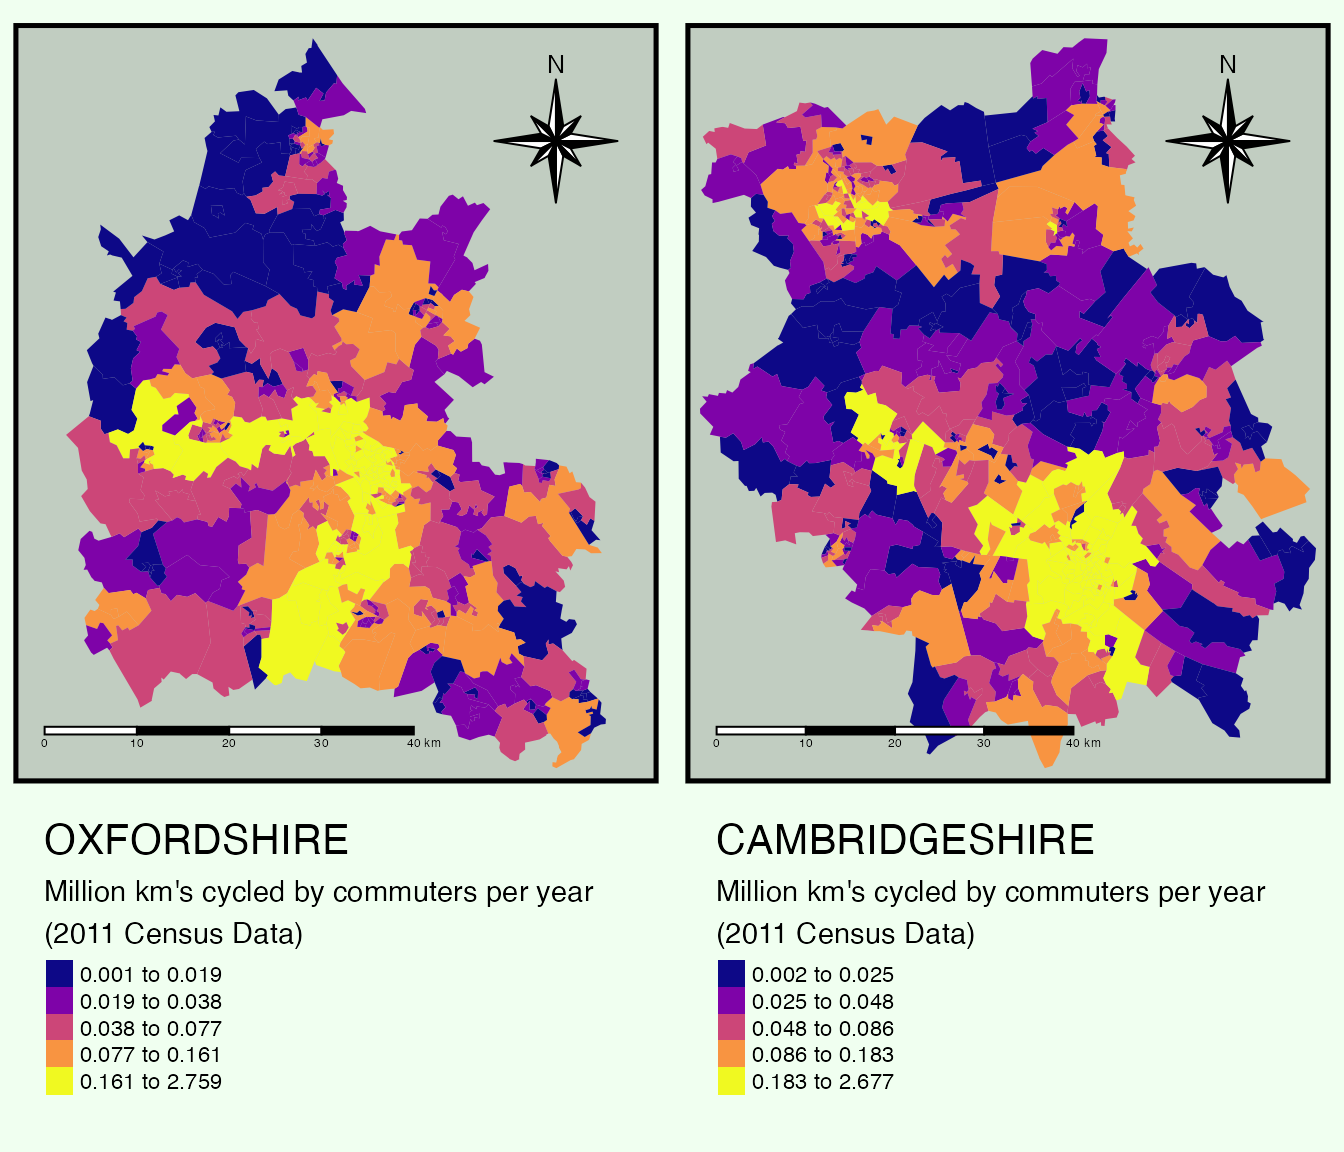 N
0 10 20 30 40 km
OXFORDSHIRE
Million km's cycled by commuters per year
(2011 Census Data)
0.001 to 0.019
0.019 to 0.038
0.038 to 0.077
0.077 to 0.161
0.161 to 2.759
N
0 10 20 30 40 km
CAMBRIDGESHIRE
Million km's cycled by commuters per year
(2011 Census Data)
0.002 to 0.025
0.025 to 0.048
0.048 to 0.086
0.086 to 0.183
0.183 to 2.677